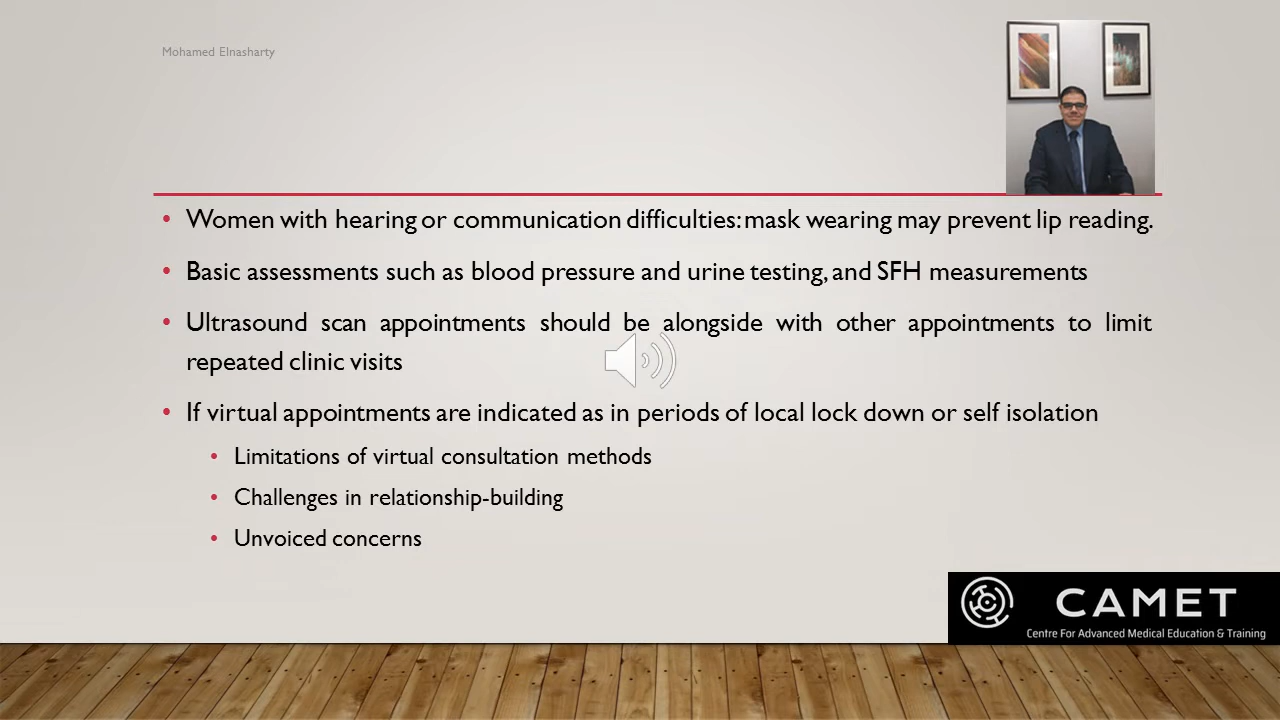 Mohamed Elnasharty
• Women with hearing or communication difficulties: mask wearing may prevent lip reading.
• Basic assessments such as blood pressure and urine testing, and SFH measurements
• Ultrasound scan appointments should be alongside with other appointments to limit
repeated clinic visits
• If virtual appointments are indicated as in periods of local lock down or self isolation
• Limitations of virtual consultation methods
• Challenges in relationship-building
• Unvoiced concerns
CAMET
Centre For Advanced Medical Education & Training